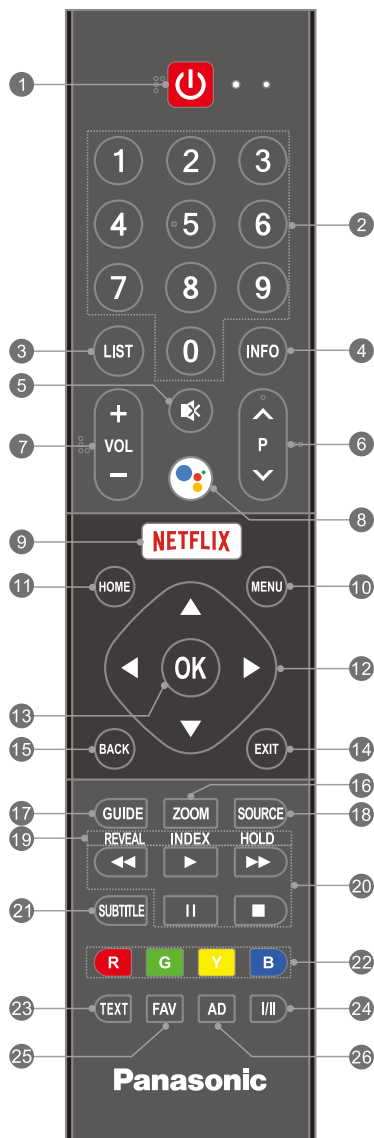 1
1 2 3
4 5 6 2
7 8 9
3 LIST 0 INFO 4
5
7 + VOL − P 6
8
9 NETFLIX
11 HOME MENU 10
OK 12
13
15 BACK EXIT 14
16
17 GUIDE ZOOM SOURCE 18
19 REVEAL INDEX HOLD
20
21 SUBTITLE
R G Y B 22
23 TEXT FAV AD I/II 24
25 26
Panasonic